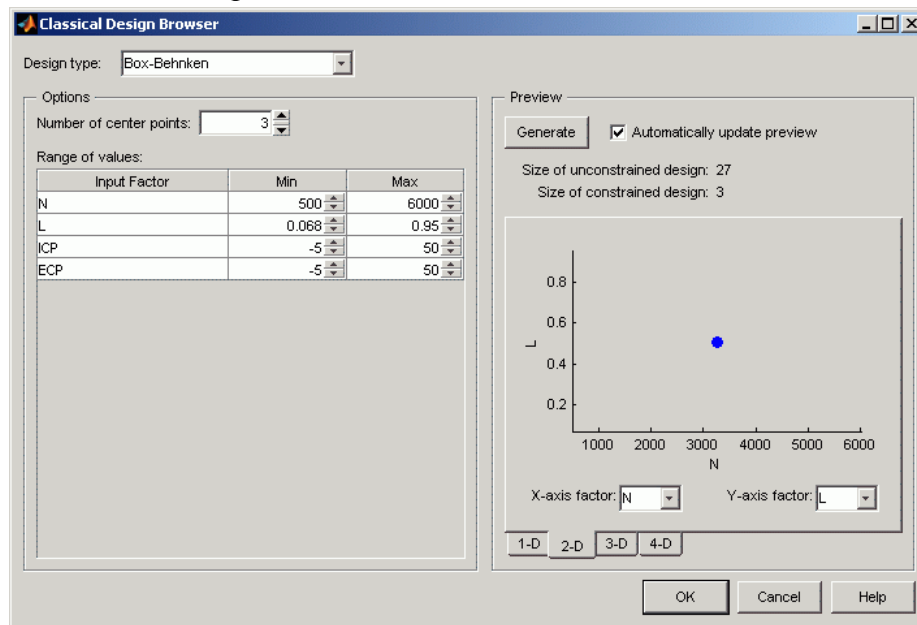 Classical Design Browser
Design type: Box-Behnken
Options
Number of center points: 3
Range of values:
Input Factor Min Max
N 500 6000
L 0.068 0.95
ICP -5 50
ECP -5 50
Preview
Generate Automatically update preview
Size of unconstrained design: 27
Size of constrained design: 3
0.8
0.6
L
0.4
0.2
1000 2000 3000 4000 5000 6000
N
X-axis factor: N Y-axis factor: L
1-D 2-D 3-D 4-D
OK Cancel Help